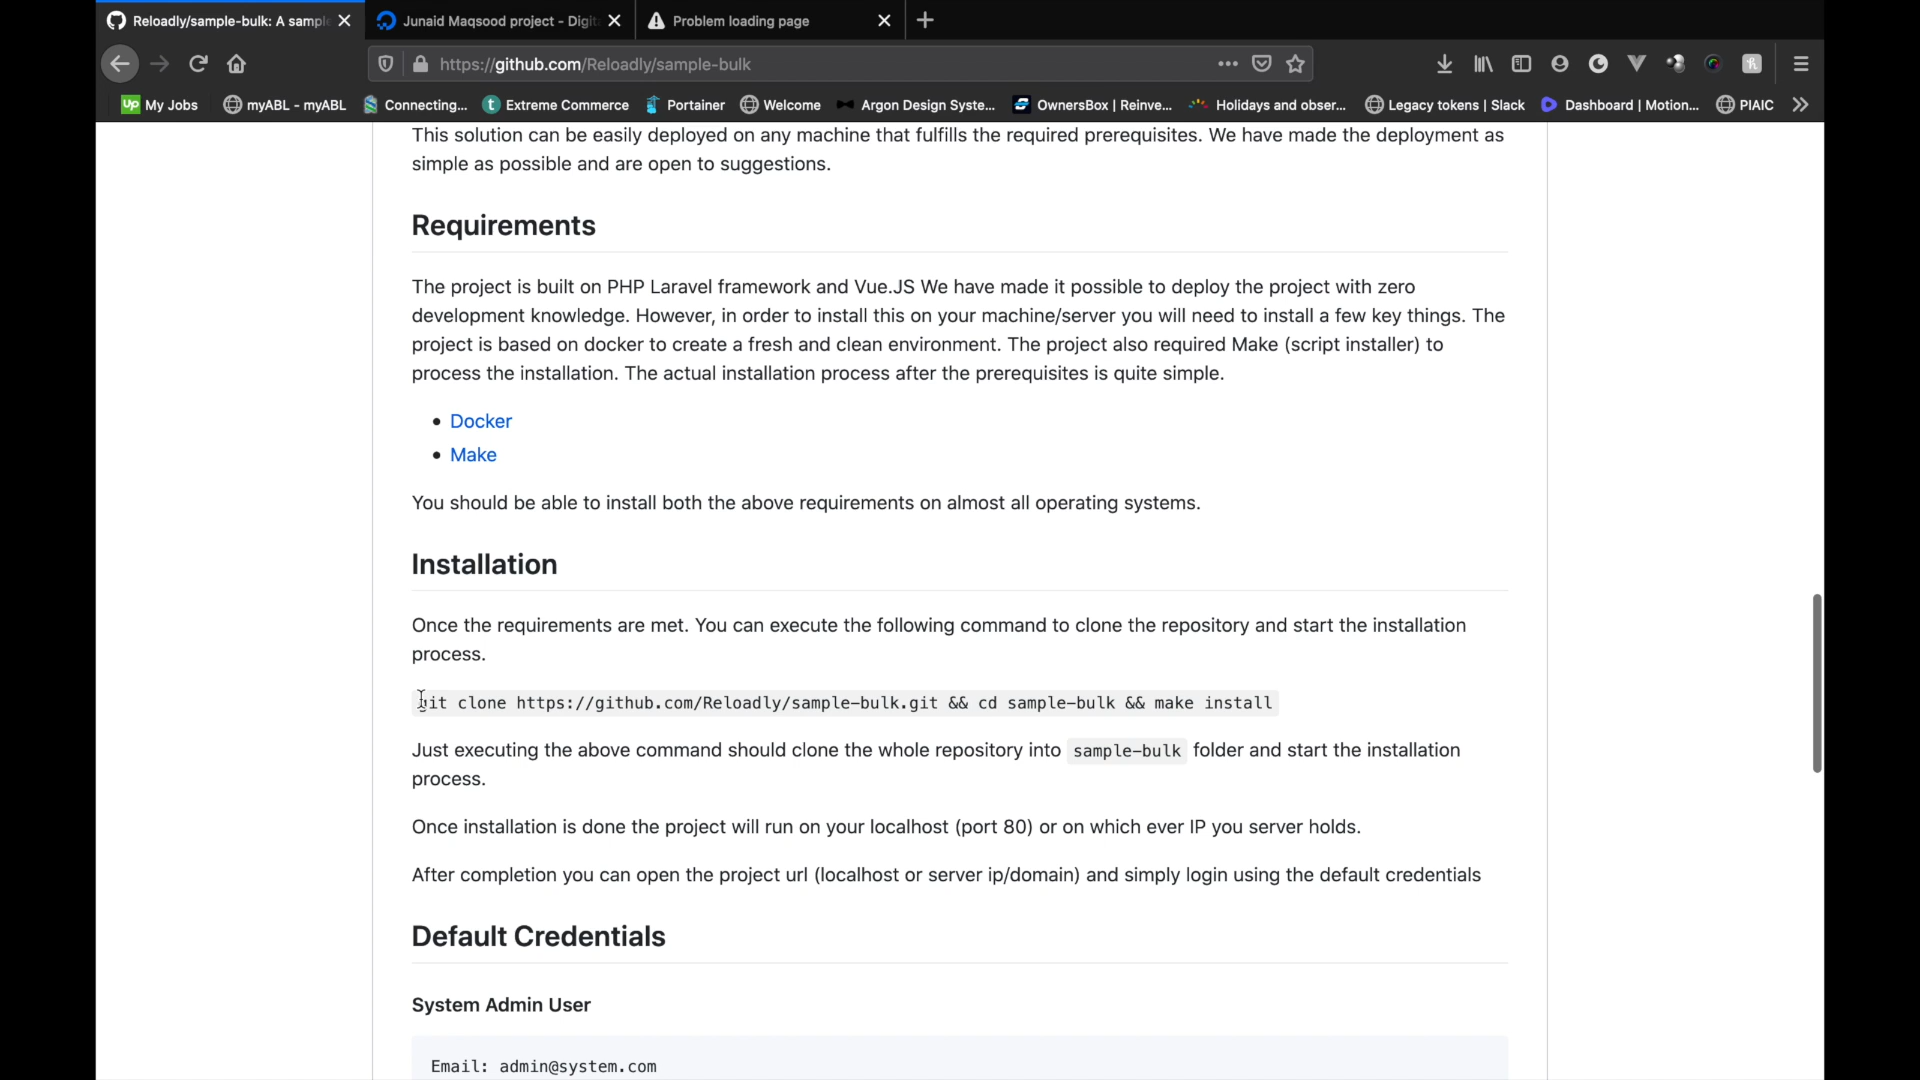 Reloadly/sample-bulk: A sampl
Junaid Maqsood project - Digit
Problem loading page
https://github.com/Reloadly/sample-bulk
My Jobs
myABL - myABL
Connecting...
Extreme Commerce
Portainer
Welcome
Argon Design Syste...
OwnersBox | Reinve...
Holidays and obser...
Legacy tokens | Slack
Dashboard | Motion...
PIAIC
This solution can be easily deployed on any machine that fulfills the required prerequisites. We have made the deployment as
simple as possible and are open to suggestions.
Requirements
The project is built on PHP Laravel framework and Vue.JS We have made it possible to deploy the project with zero
development knowledge. However, in order to install this on your machine/server you will need to install a few key things. The
project is based on docker to create a fresh and clean environment. The project also required Make (script installer) to
process the installation. The actual installation process after the prerequisites is quite simple.
Docker
Make
You should be able to install both the above requirements on almost all operating systems.
Installation
Once the requirements are met. You can execute the following command to clone the repository and start the installation
process.
git clone https://github.com/Reloadly/sample-bulk.git && cd sample-bulk && make install
Just executing the above command should clone the whole repository into sample-bulk folder and start the installation
process.
Once installation is done the project will run on your localhost (port 80) or on which ever IP you server holds.
After completion you can open the project url (localhost or server ip/domain) and simply login using the default credentials
Default Credentials
System Admin User
Email: admin@system.com